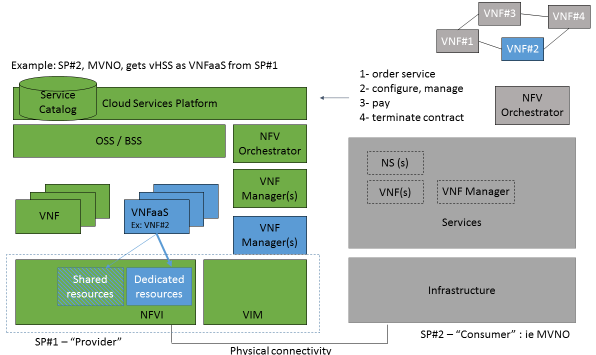 VNF#3
VNF#4
VNF#1
VNF#2
Example: SP#2, MVNO, gets vHSS as VNFaaS from SP#1
1- order service
2- configure, manage
3- pay
4- terminate contract
NFV
Orchestrator
Service
Catalog
Cloud Services Platform
OSS / BSS
NFV
Orchestrator
VNF
Manager(s)
VNF
VNFaaS
Ex: VNF#2
VNF
Manager(s)
NS (s)
VNF(s)
VNF Manager
Services
Shared
resources
Dedicated
resources
NFVI
VIM
Infrastructure
SP#1 – “Provider”
SP#2 – “Consumer” : ie MVNO
Physical connectivity